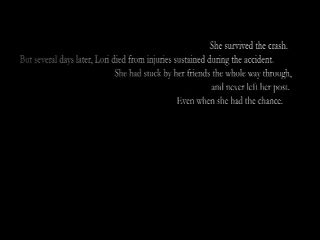 She survived the crash.
But several days later, Lori died from injuries sustained during the accident.
She had stuck by her friends the whole way through,
and never left her post.
Even when she had the chance.